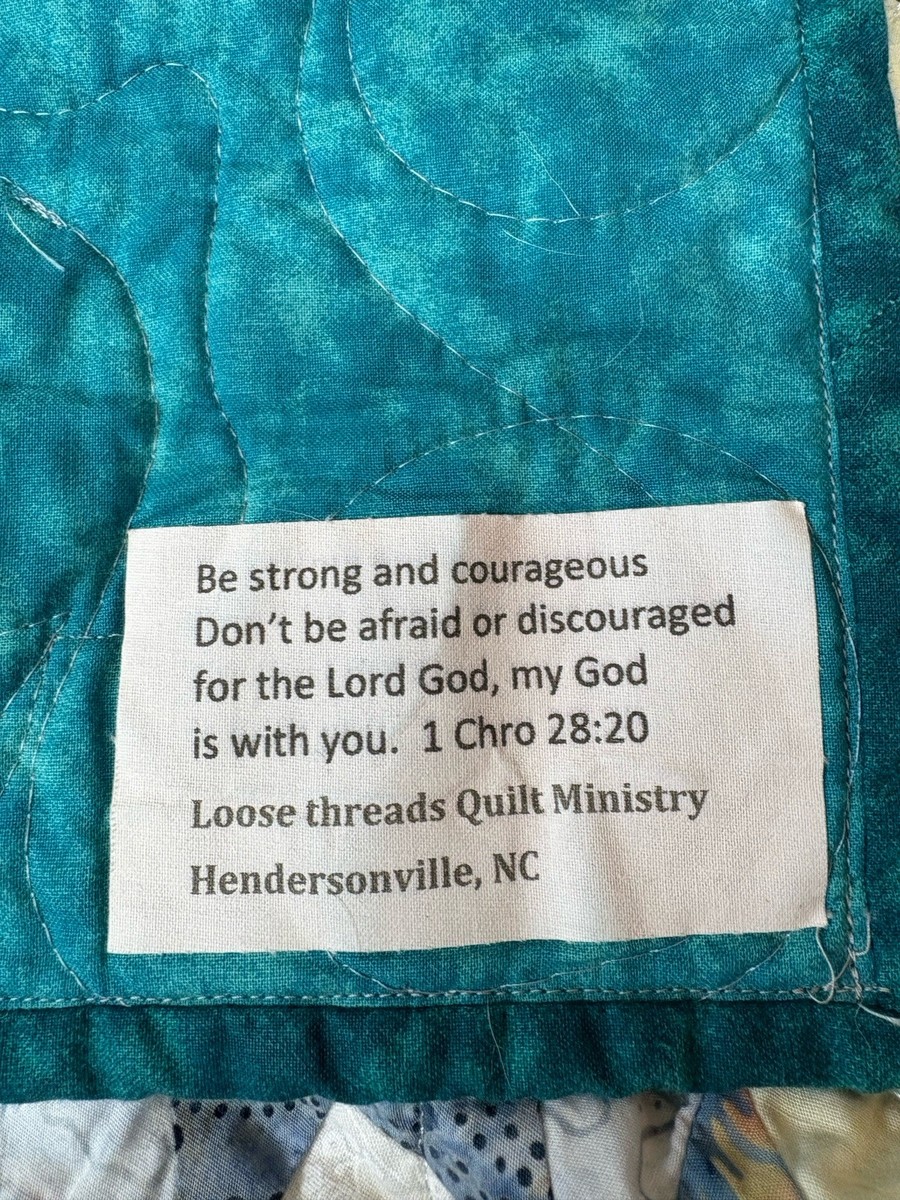 Be strong and courageous
Don't be afraid or discouraged
for the Lord God, my God
is with you.  1 Chro 28:20
Loose threads Quilt Ministry
Hendersonville, NC